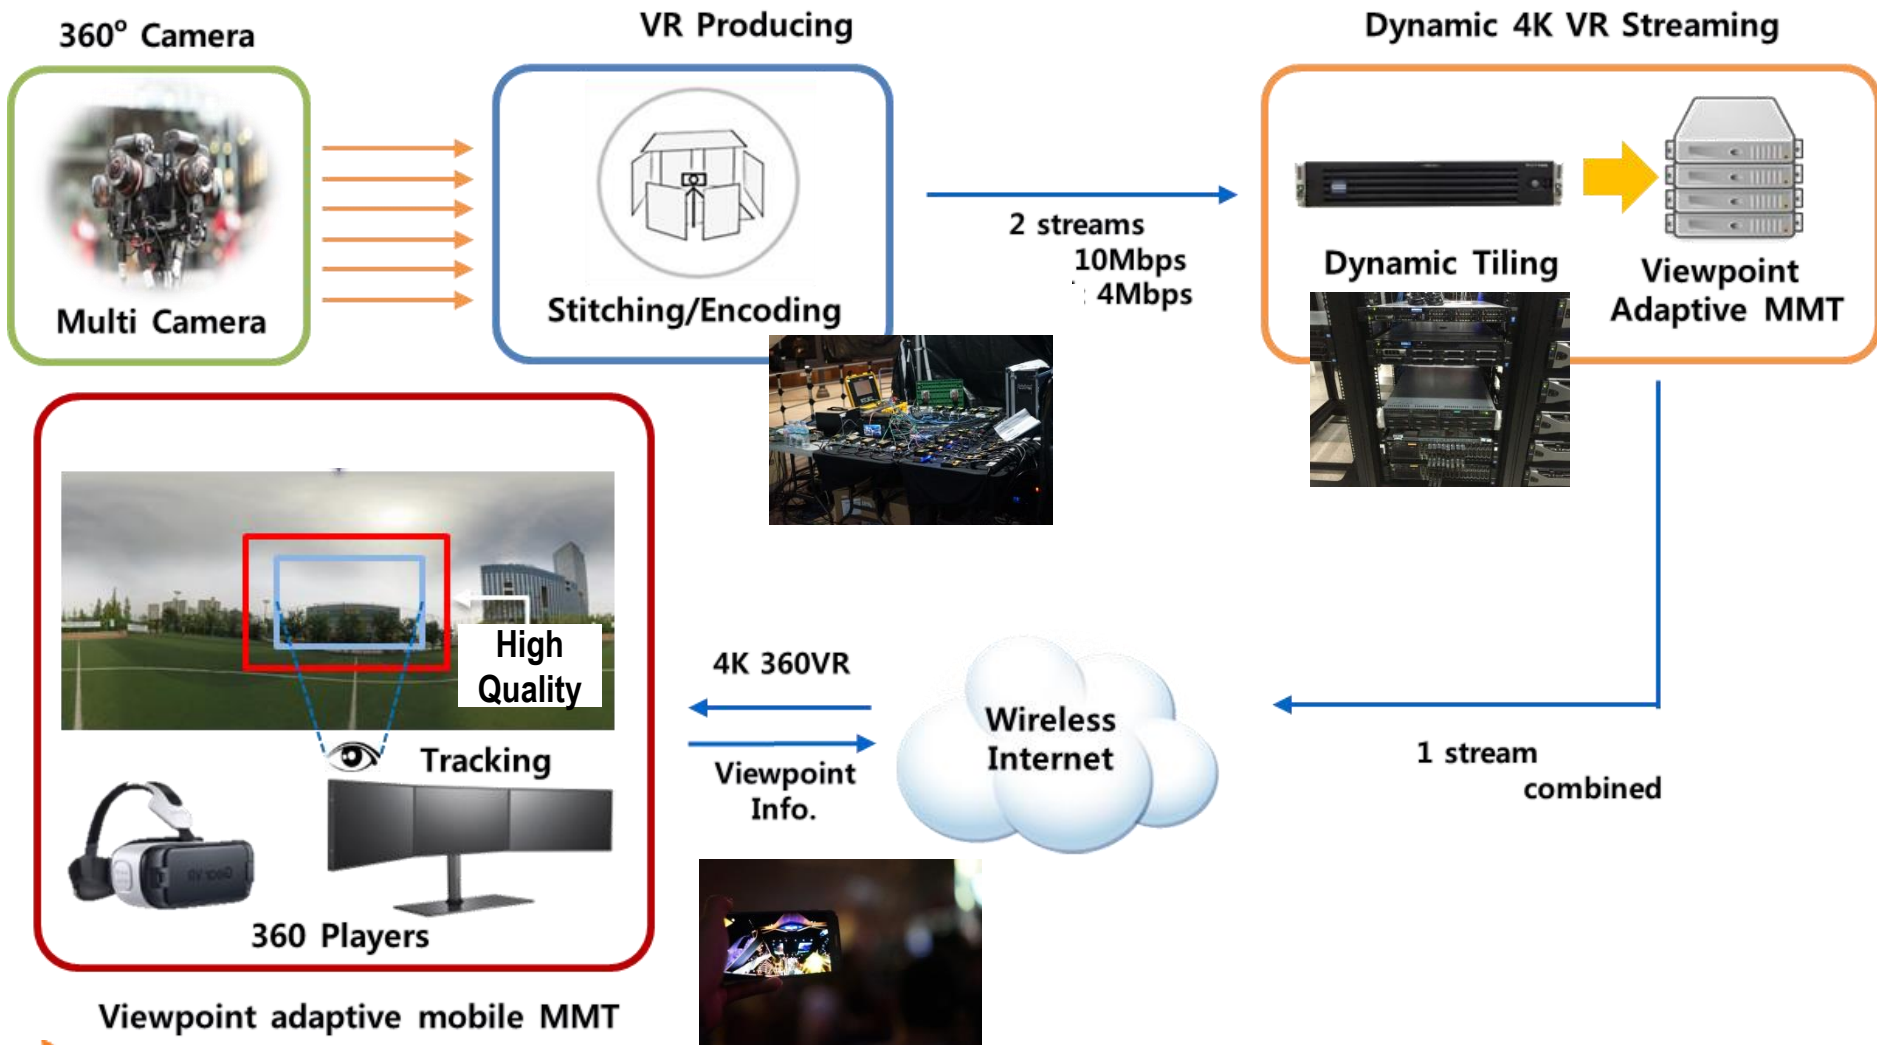 360° Camera
VR Producing
Dynamic 4K VR Streaming
Multi Camera
Stitching/Encoding
2 streams
10Mbps
: 4Mbps
Dynamic Tiling
Viewpoint
Adaptive MMT
High
Quality
Tracking
360 Players
4K 360VR
Viewpoint
Info.
Wireless
Internet
1 stream
combined
Viewpoint adaptive mobile MMT